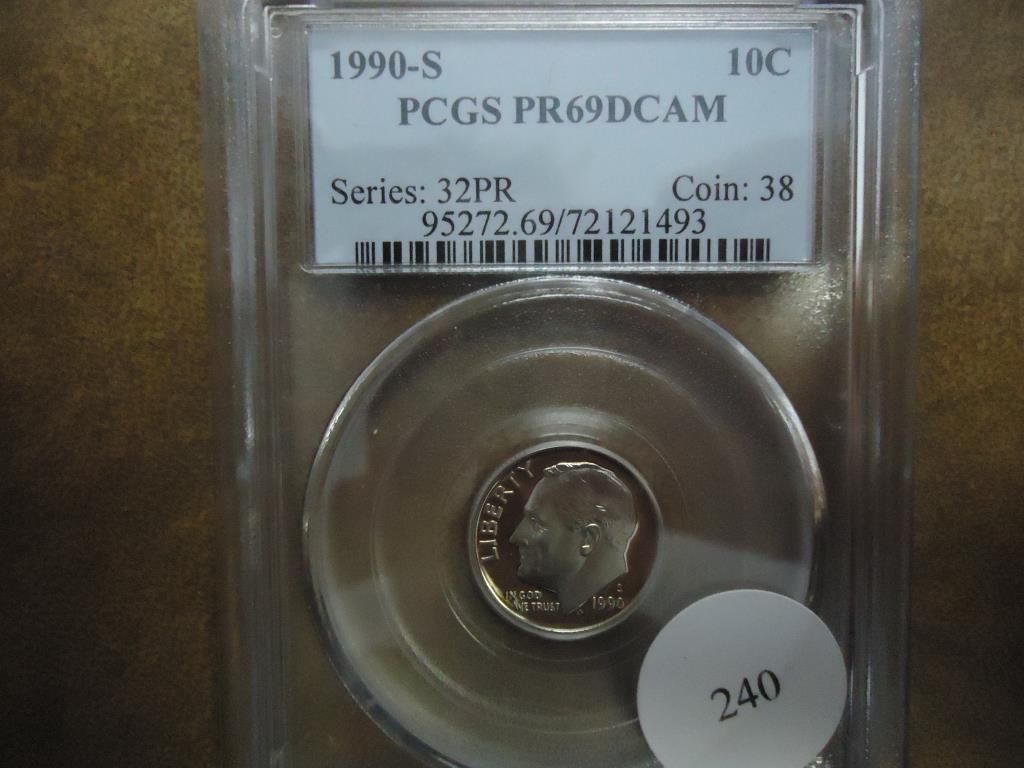 1990-S 10C
PCGS PR69DCAM
Series: 32PR Coin: 38
95272.69/72121493
LIBERTY
IN GOD
WE TRUST
S
1990
240